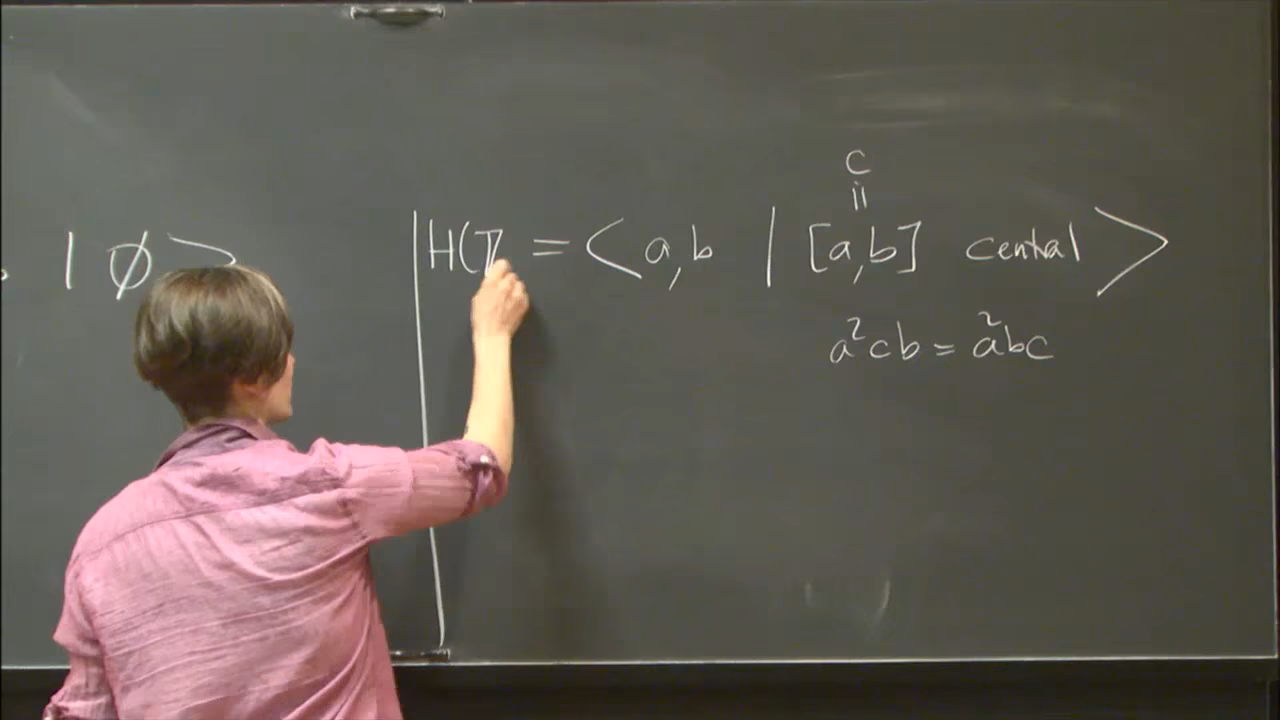 | ∅ >
C
=
H(ℤ = < a,b | [a,b] central >
a²cb = a²bc